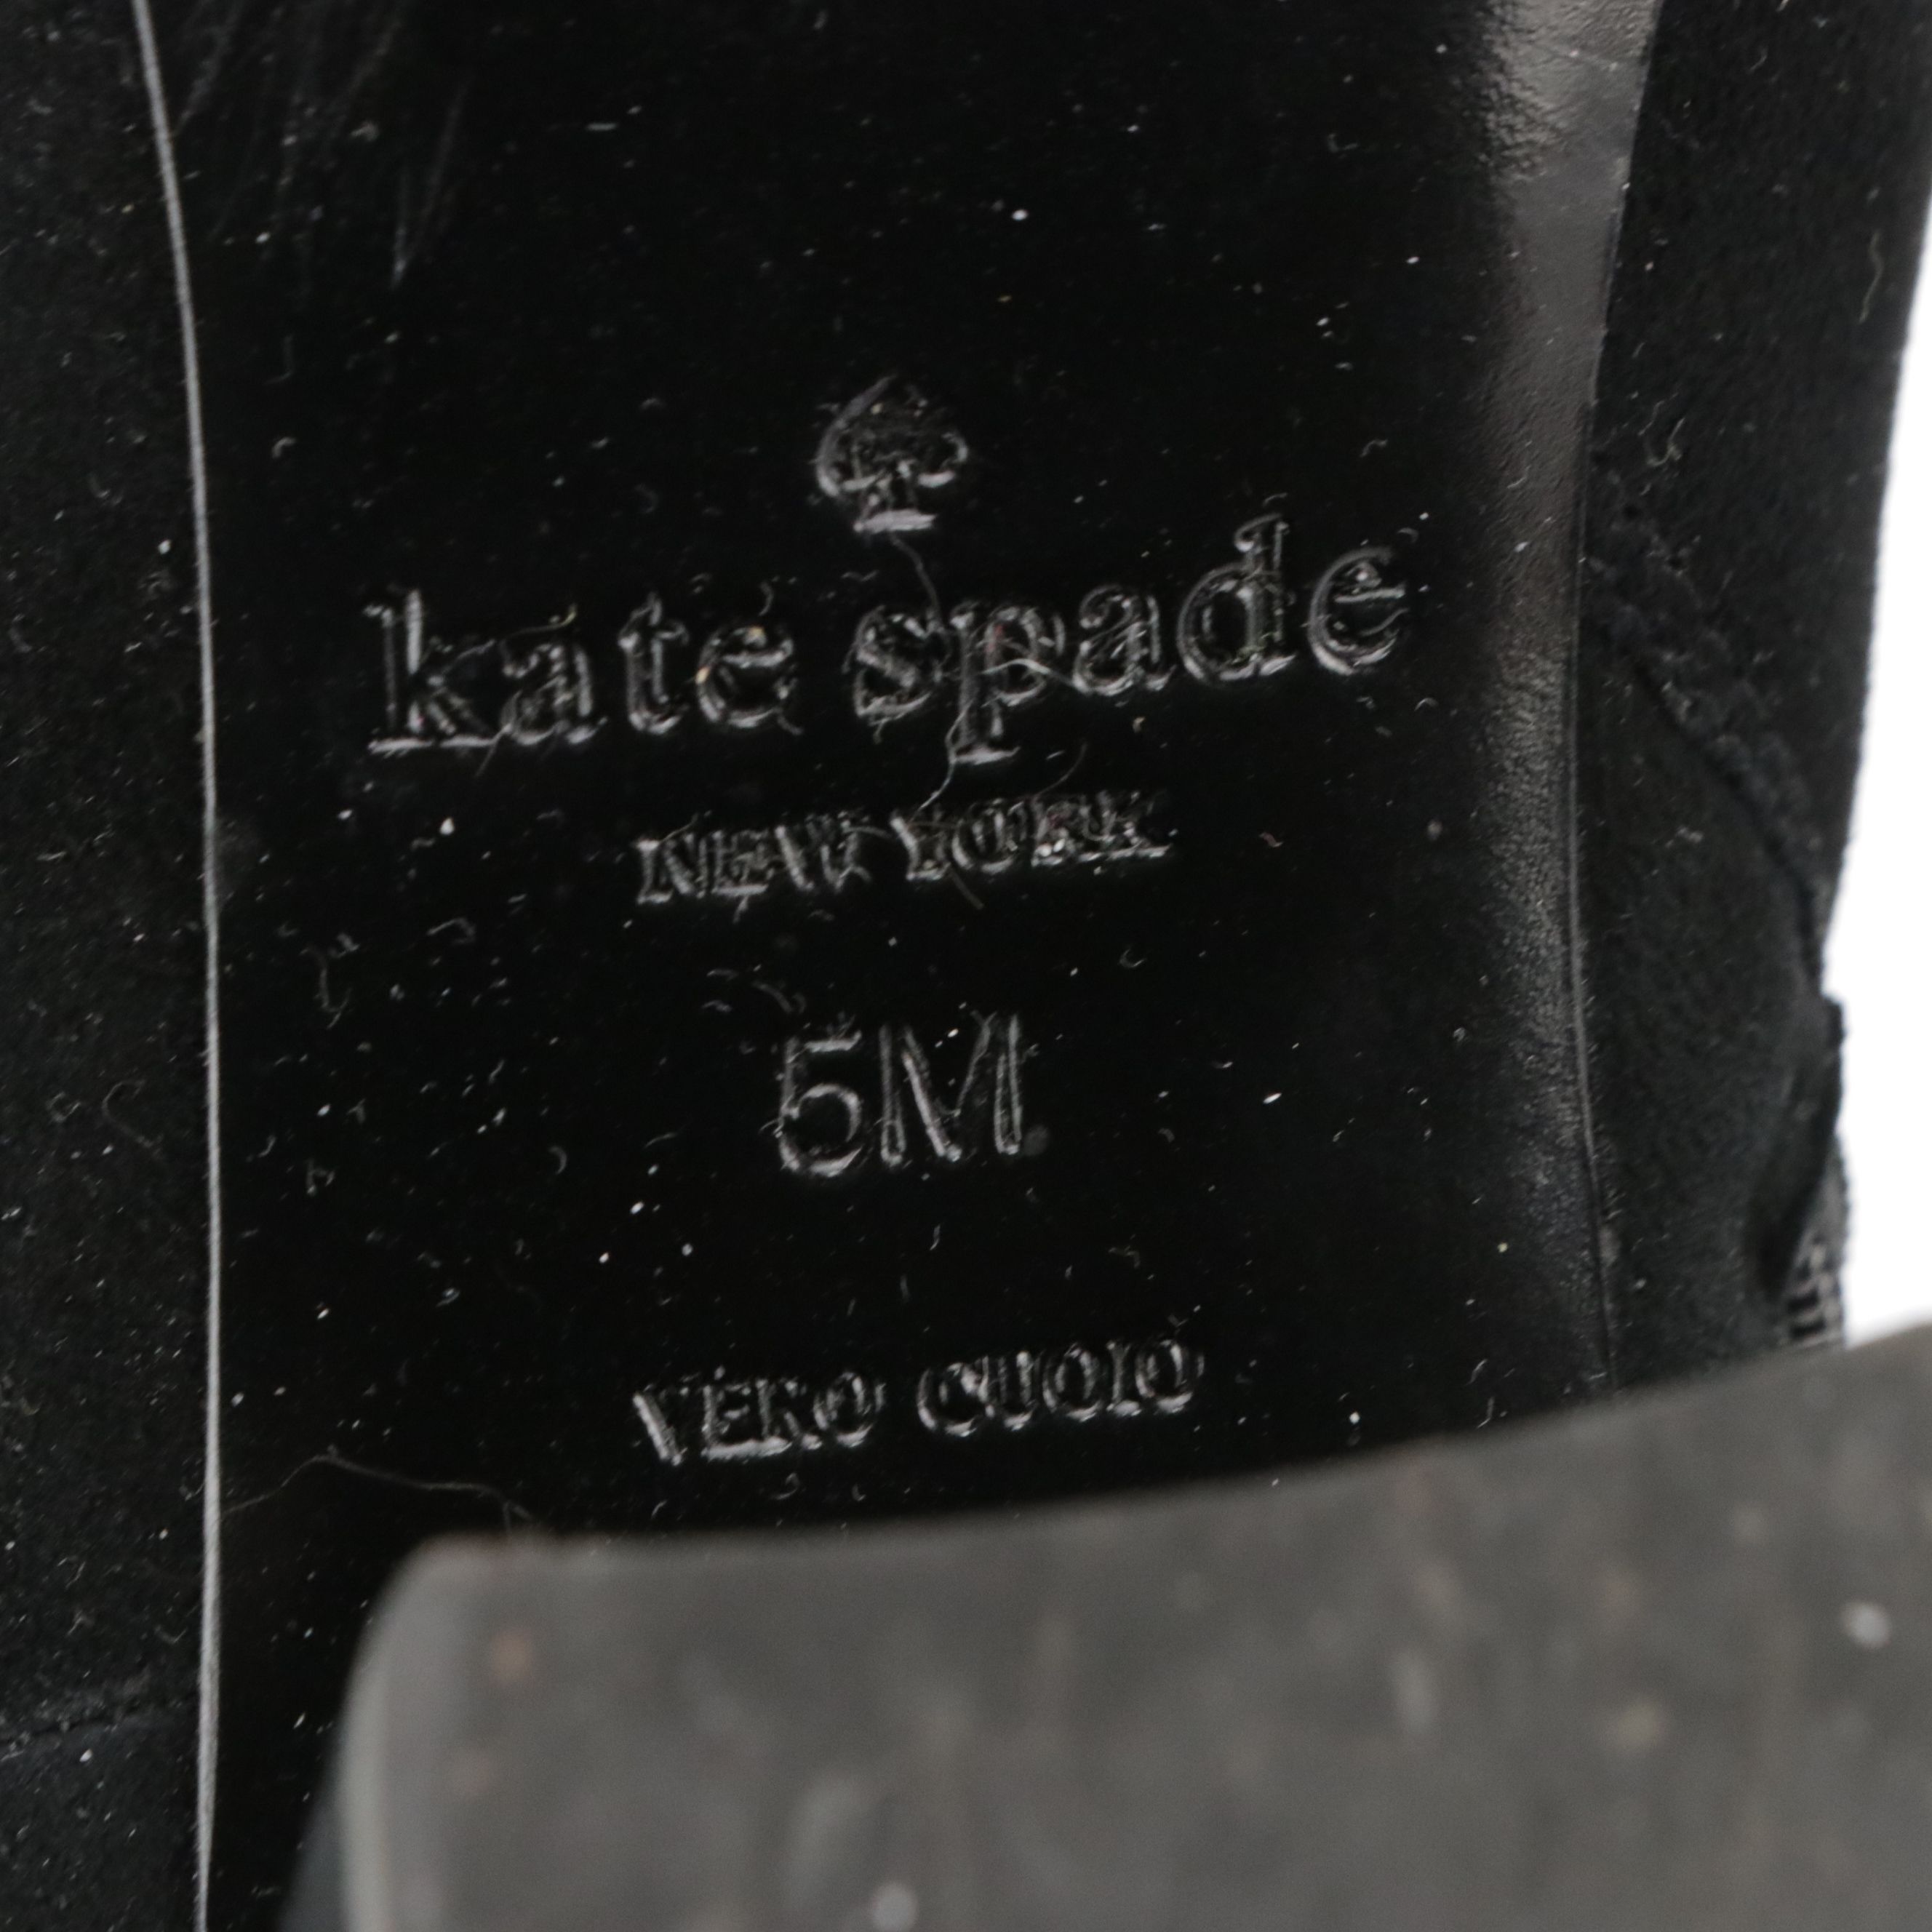 kate spade
NEW YORK
5M
VERO CUOIO